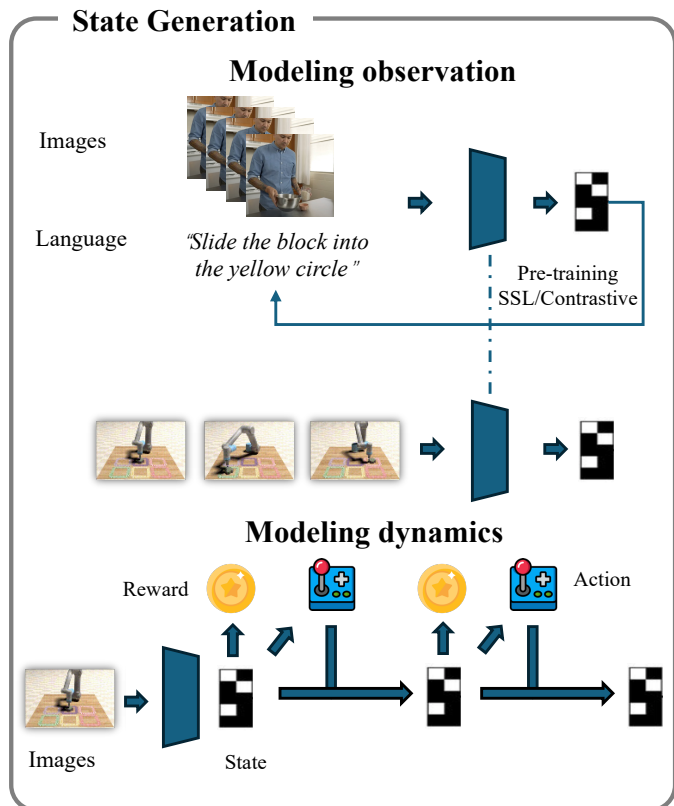 State Generation
Modeling observation
Images
Language
“Slide the block into
the yellow circle”
Pre-training
SSL/Contrastive
Modeling dynamics
Reward
Action
Images
State